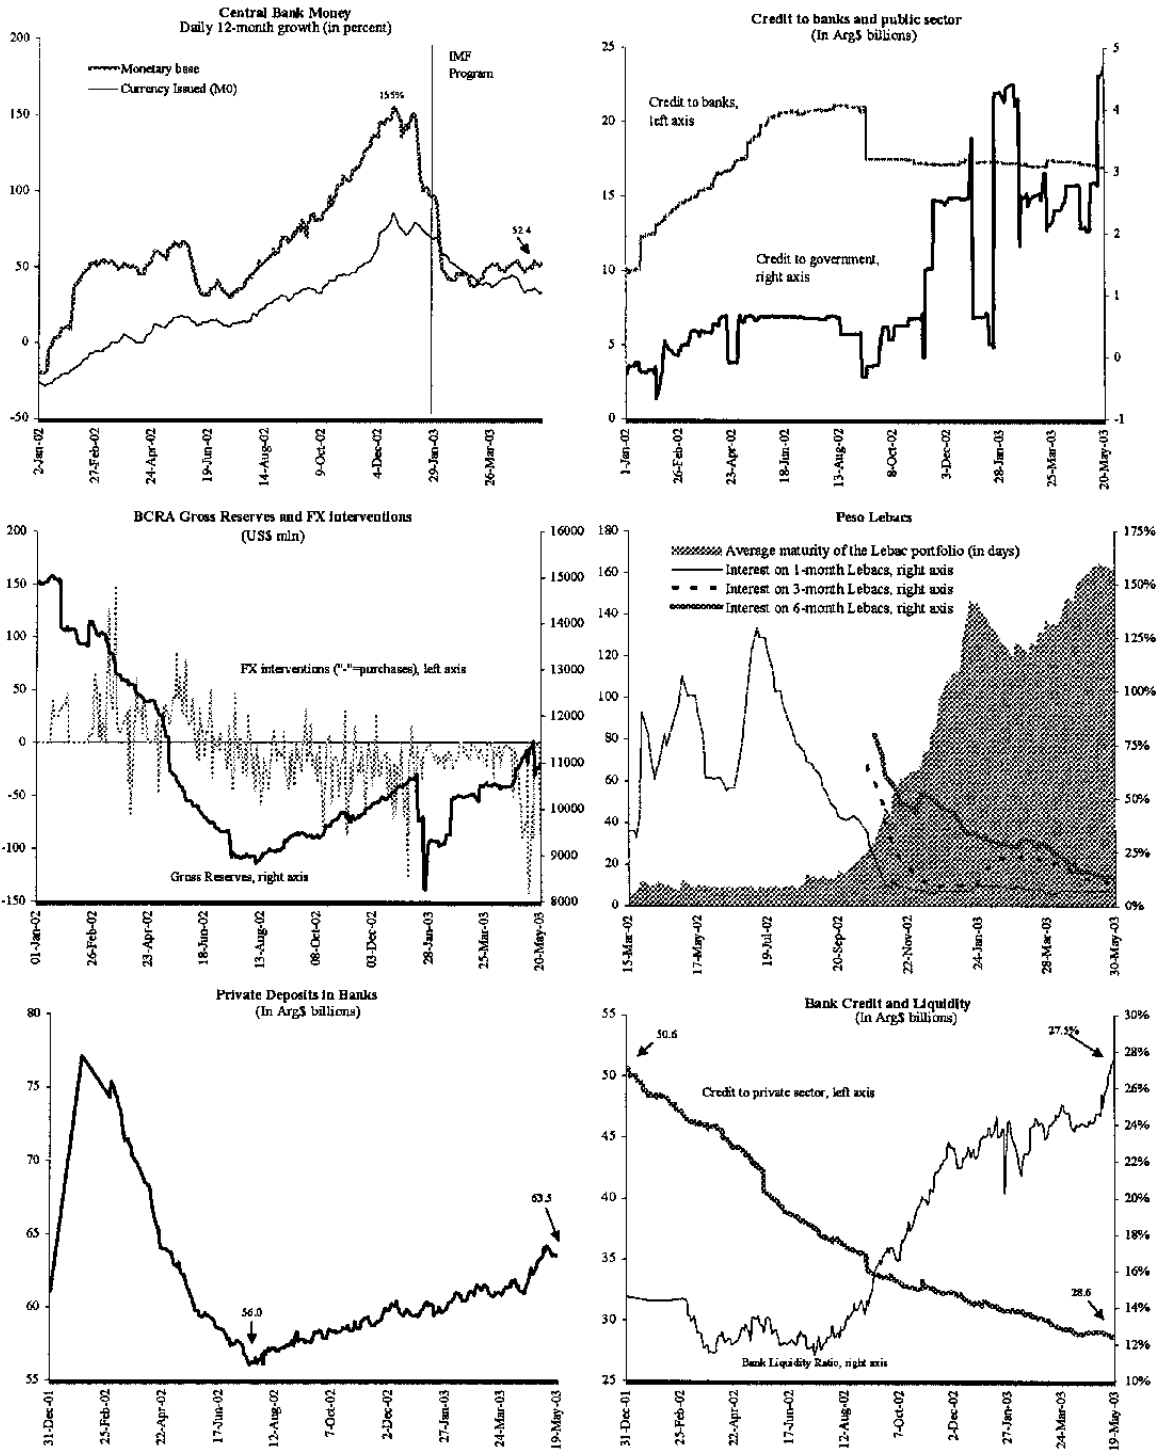 Central Bank Money
Daily 12-month growth (in percent)
200
150
100
50
0
-50
Monetary base
Currency Issued (M0)
155%
IMF
Program
52.4
2-Jan-02
27-Feb-02
24-Apr-02
19-Jun-02
14-Aug-02
9-Oct-02
4-Dec-02
29-Jan-03
26-Mar-03
Credit to banks and public sector
(In Arg$ billions)
25
20
15
10
5
0
5
4
3
2
1
0
-1
Credit to banks,
left axis
Credit to government,
right axis
1-Jan-02
26-Feb-02
23-Apr-02
18-Jun-02
13-Aug-02
8-Oct-02
3-Dec-02
28-Jan-03
25-Mar-03
20-May-03
BCRA Gross Reserves and FX interventions
(US$ mln)
200
150
100
50
0
-50
-100
-150
16000
15000
14000
13000
12000
11000
10000
9000
8000
FX interventions ("-"=purchases), left axis
Gross Reserves, right axis
01-Jan-02
26-Feb-02
23-Apr-02
18-Jun-02
13-Aug-02
08-Oct-02
03-Dec-02
28-Jan-03
25-Mar-03
20-May-03
Peso Lebacs
180
160
140
120
100
80
60
40
20
0
175%
150%
125%
100%
75%
50%
25%
0%
Average maturity of the Lebac portfolio (in days)
Interest on 1-month Lebacs, right axis
Interest on 3-month Lebacs, right axis
Interest on 6-month Lebacs, right axis
15-Mar-02
17-May-02
19-Jul-02
20-Sep-02
22-Nov-02
24-Jan-03
28-Mar-03
30-May-03
Private Deposits in Banks
(In Arg$ billions)
80
75
70
65
60
55
56.0
63.5
31-Dec-01
25-Feb-02
22-Apr-02
17-Jun-02
12-Aug-02
7-Oct-02
2-Dec-02
27-Jan-03
24-Mar-03
19-May-03
Bank Credit and Liquidity
(In Arg$ billions)
55
50
45
40
35
30
25
30%
28%
26%
24%
22%
20%
18%
16%
14%
12%
10%
50.6
27.5%
Credit to private sector, left axis
28.6
Bank Liquidity Ratio, right axis
31-Dec-01
25-Feb-02
22-Apr-02
17-Jun-02
12-Aug-02
7-Oct-02
2-Dec-02
27-Jan-03
24-Mar-03
19-May-03